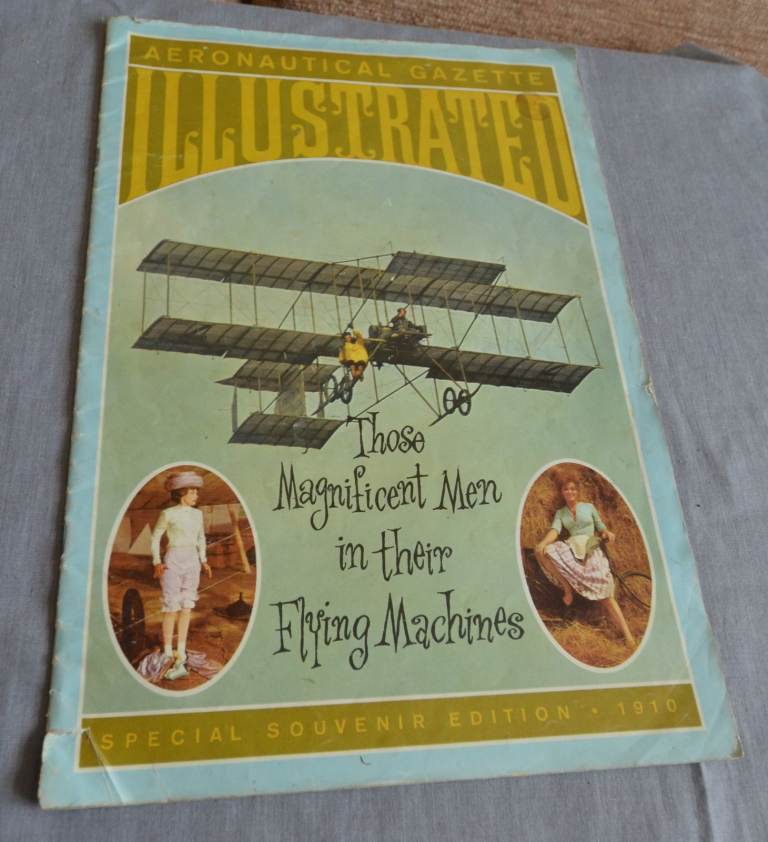 AERONAUTICAL GAZETTE
ILLUSTRATED
Those
Magnificent Men
in their
Flying Machines
SPECIAL SOUVENIR EDITION • 1910